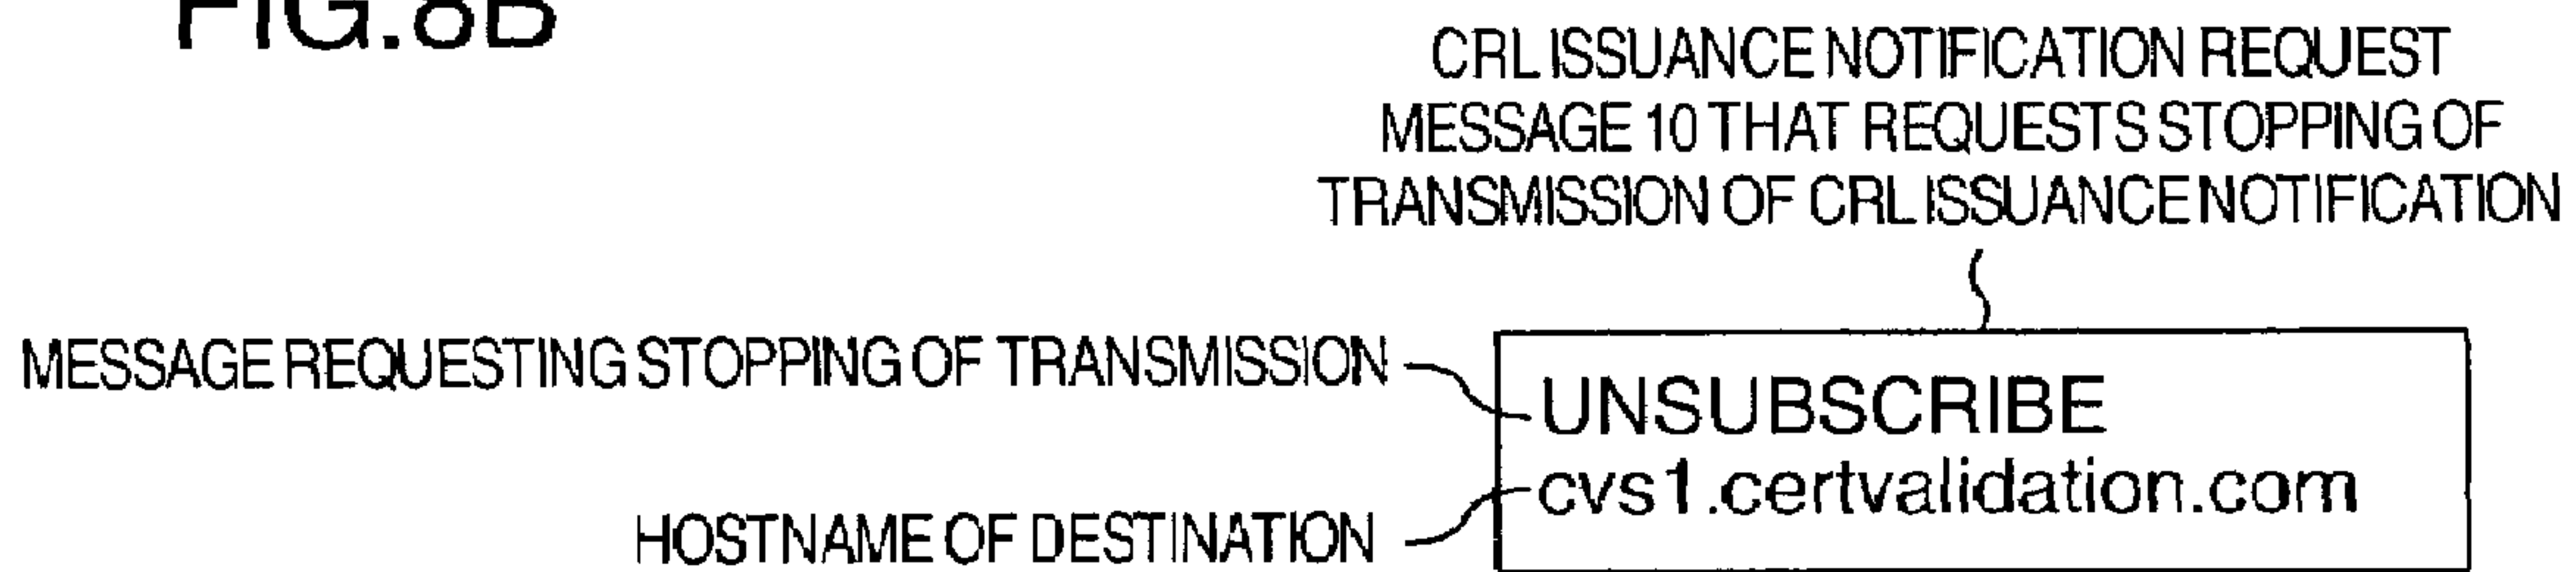 FIG.8B
CRL ISSUANCE NOTIFICATION REQUEST
MESSAGE 10 THAT REQUESTS STOPPING OF
TRANSMISSION OF CRL ISSUANCE NOTIFICATION
MESSAGE REQUESTING STOPPING OF TRANSMISSION
UNSUBSCRIBE
cvs1.certvalidation.com
HOSTNAME OF DESTINATION